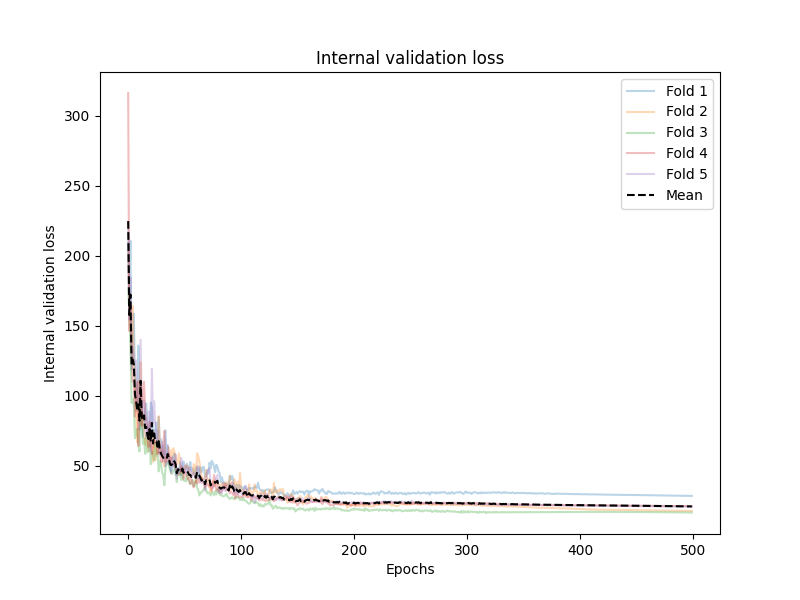 Internal validation loss
Fold 1
Fold 2
Fold 3
Fold 4
Fold 5
Mean
Internal validation loss
300
250
200
150
100
50
0
100
200
300
400
500
Epochs